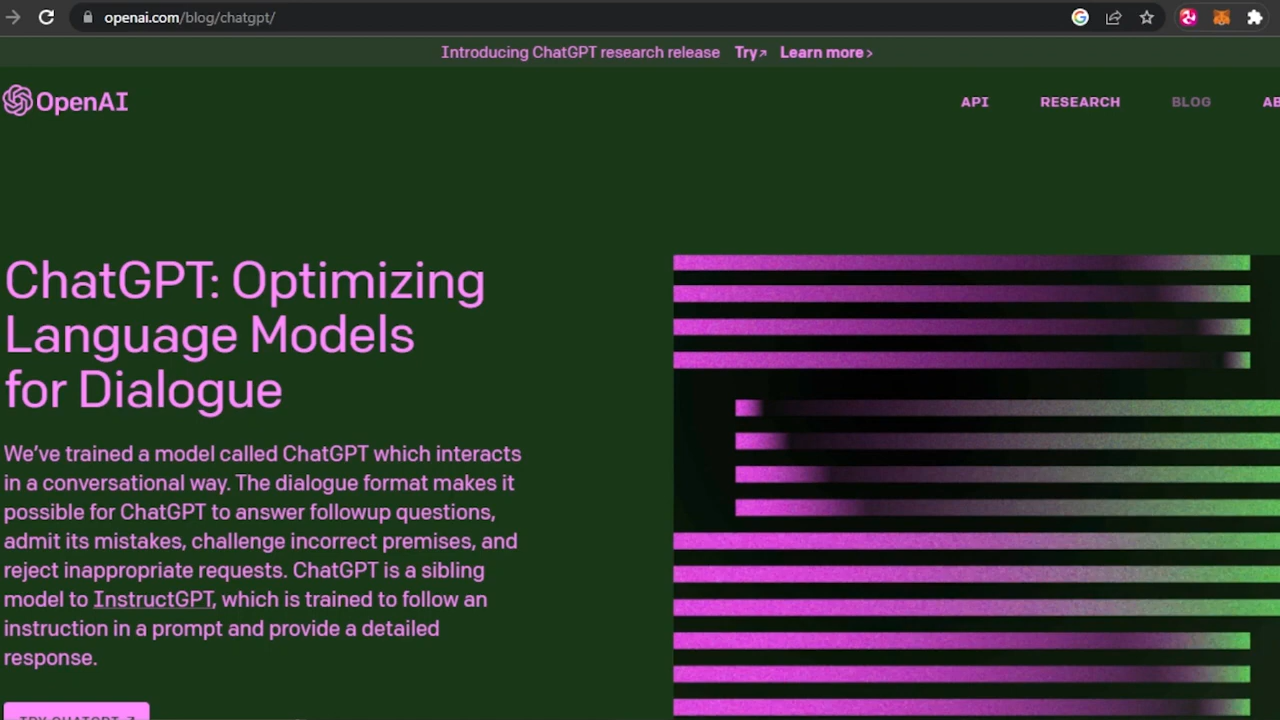 openai.com/blog/chatgpt/
Introducing ChatGPT research release Try↗ Learn more >
OpenAI
API RESEARCH BLOG AB
ChatGPT: Optimizing
Language Models
for Dialogue
We’ve trained a model called ChatGPT which interacts
in a conversational way. The dialogue format makes it
possible for ChatGPT to answer followup questions,
admit its mistakes, challenge incorrect premises, and
reject inappropriate requests. ChatGPT is a sibling
model to InstructGPT, which is trained to follow an
instruction in a prompt and provide a detailed
response.
TRY CHATGPT ↗